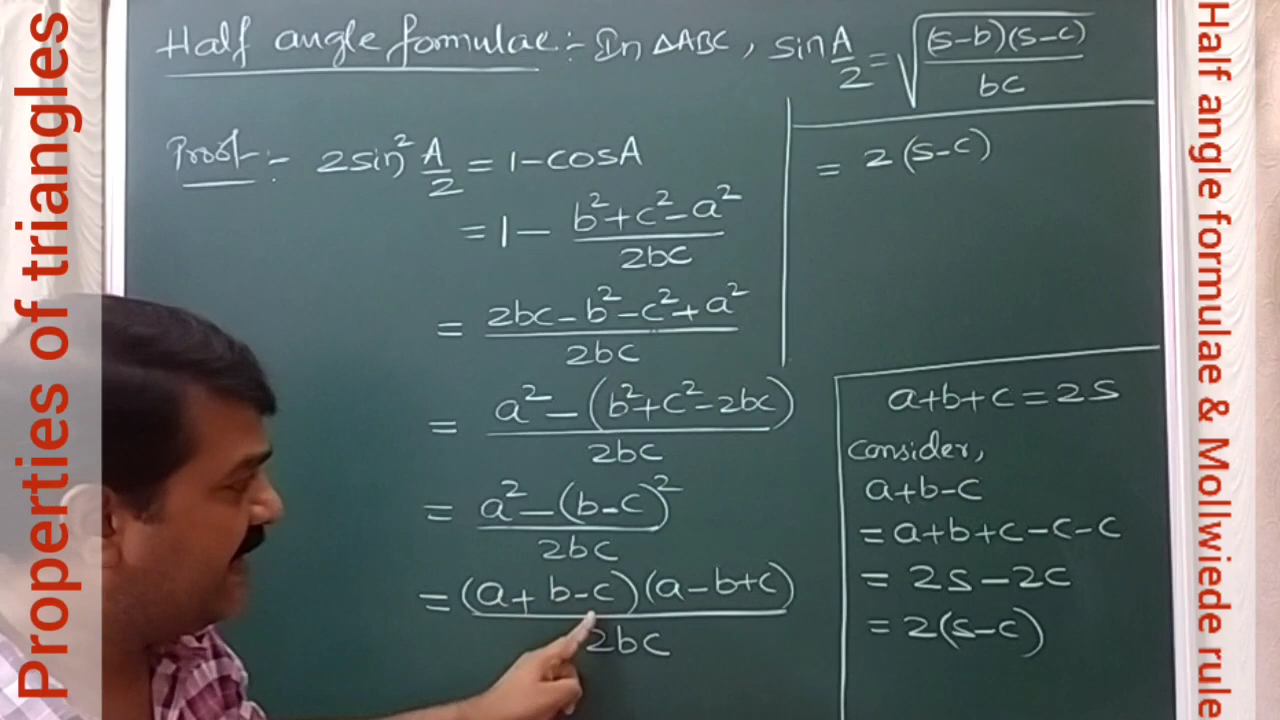 Properties of triangles
Half angle formulae :- In △ABC, sin A/2 = √((s-b)(s-c)/bc)
Proof :- 2sin² A/2 = 1-cosA
= 1 - (b²+c²-a²)/2bc
= (2bc-b²-c²+a²)/2bc
= (a²-(b²+c²-2bc))/2bc
= (a²-(b-c)²)/2bc
= (a+b-c)(a-b+c)/2bc
= 2(s-c)
a+b+c=2s
consider,
a+b-c
= a+b+c-c-c
= 2s-2c
= 2(s-c)
Half angle formulae & Mollwiede rule